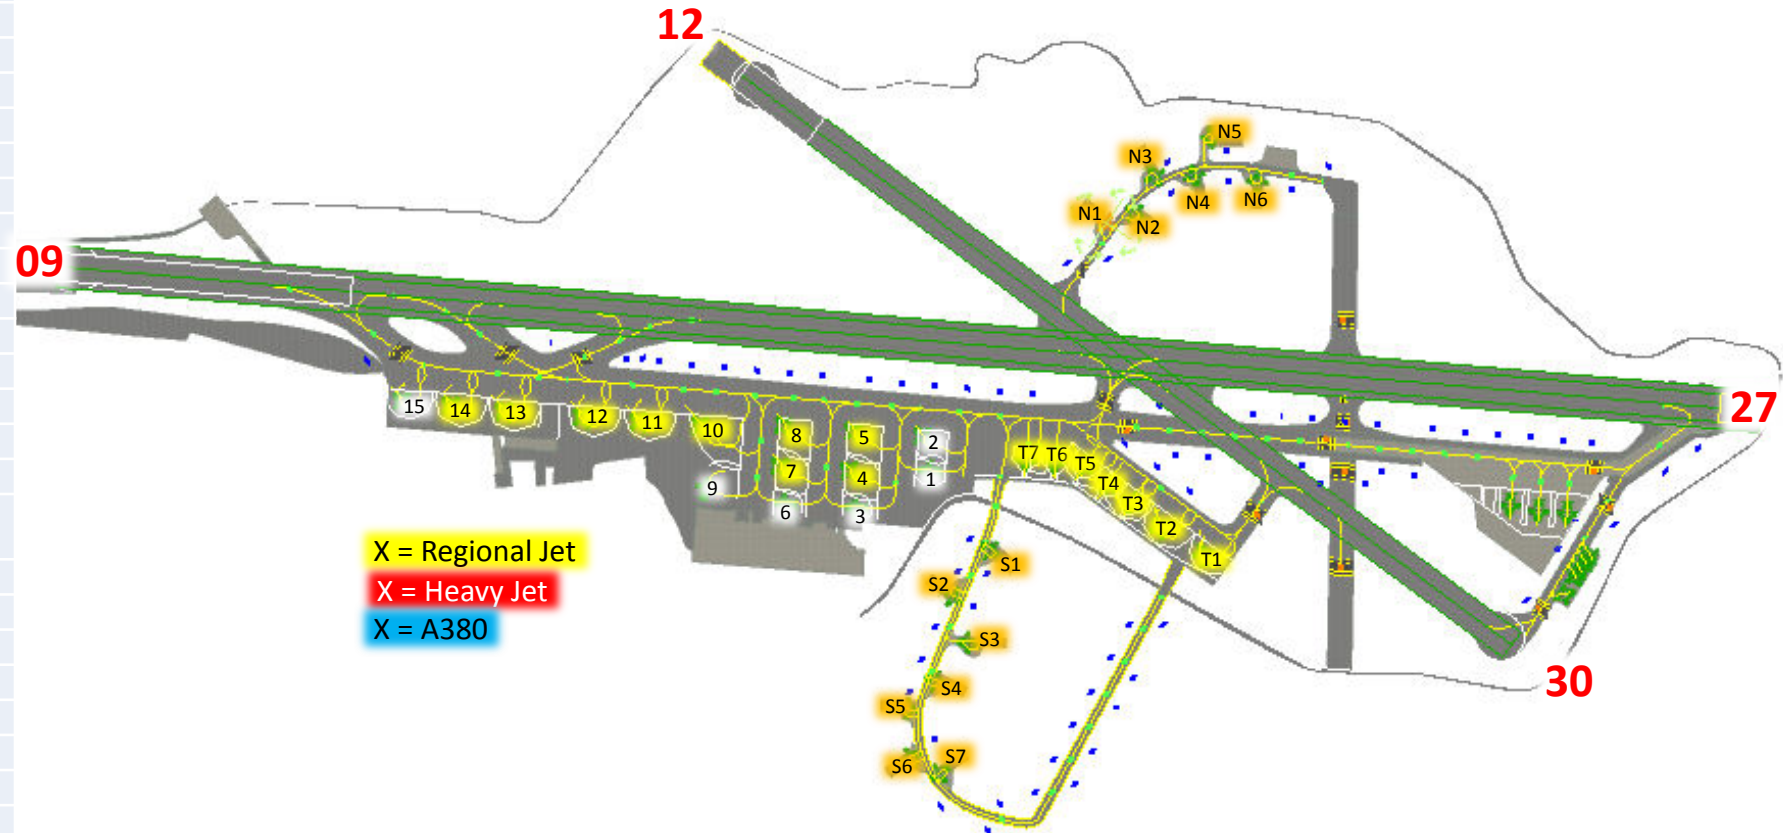 12
N5
N3
N4
N6
N1
N2
09
27
15
14
13
12
11
10
8
5
2
T7
T6
T5
7
4
1
T4
9
T3
6
3
T2
T1
X = Regional Jet
X = Heavy Jet
X = A380
S1
S2
S3
S4
S5
S6
S7
30